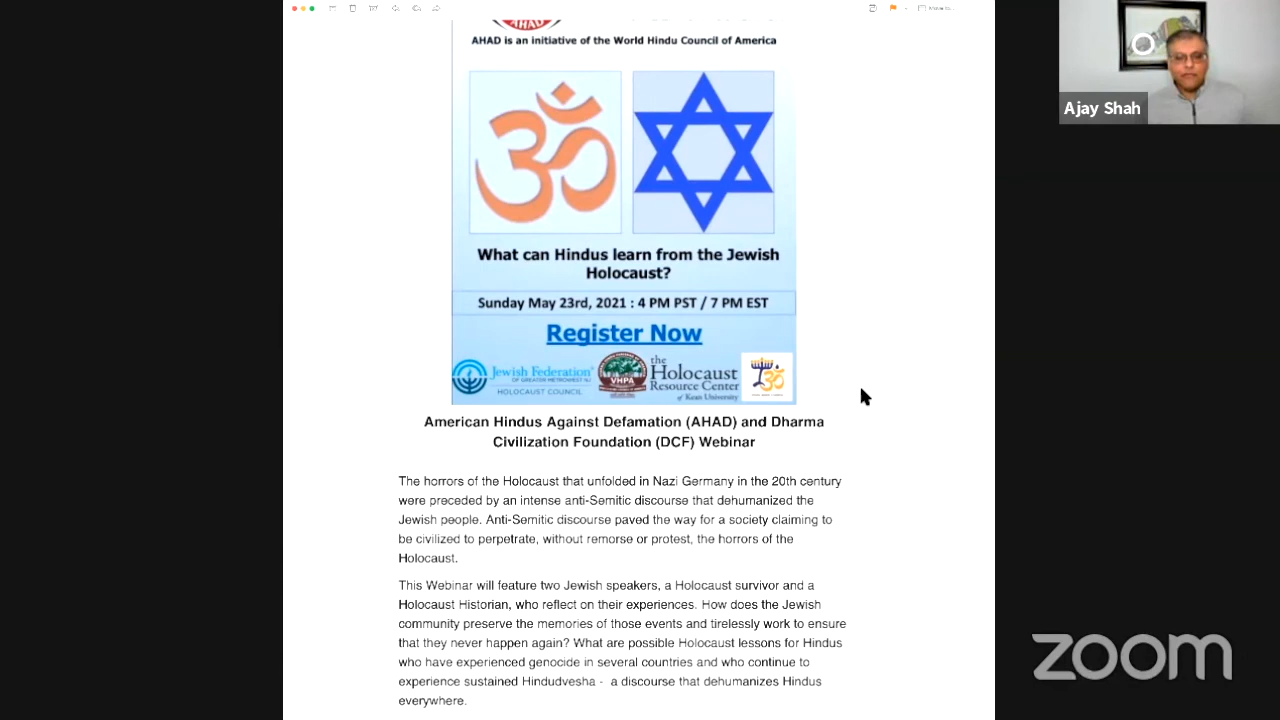 AHAD
AHAD is an initiative of the World Hindu Council of America
What can Hindus learn from the Jewish
Holocaust?
Sunday May 23rd, 2021 : 4 PM PST / 7 PM EST
Register Now
Jewish Federation
OF GREATER METROWEST NJ
HOLOCAUST COUNCIL
VHPA
the
Holocaust
Resource Center
of Kean University
American Hindus Against Defamation (AHAD) and Dharma
Civilization Foundation (DCF) Webinar
The horrors of the Holocaust that unfolded in Nazi Germany in the 20th century
were preceded by an intense anti-Semitic discourse that dehumanized the
Jewish people. Anti-Semitic discourse paved the way for a society claiming to
be civilized to perpetrate, without remorse or protest, the horrors of the
Holocaust.
This Webinar will feature two Jewish speakers, a Holocaust survivor and a
Holocaust Historian, who reflect on their experiences. How does the Jewish
community preserve the memories of those events and tirelessly work to ensure
that they never happen again? What are possible Holocaust lessons for Hindus
who have experienced genocide in several countries and who continue to
experience sustained Hindudvesha - a discourse that dehumanizes Hindus
everywhere.
Ajay Shah
zoom